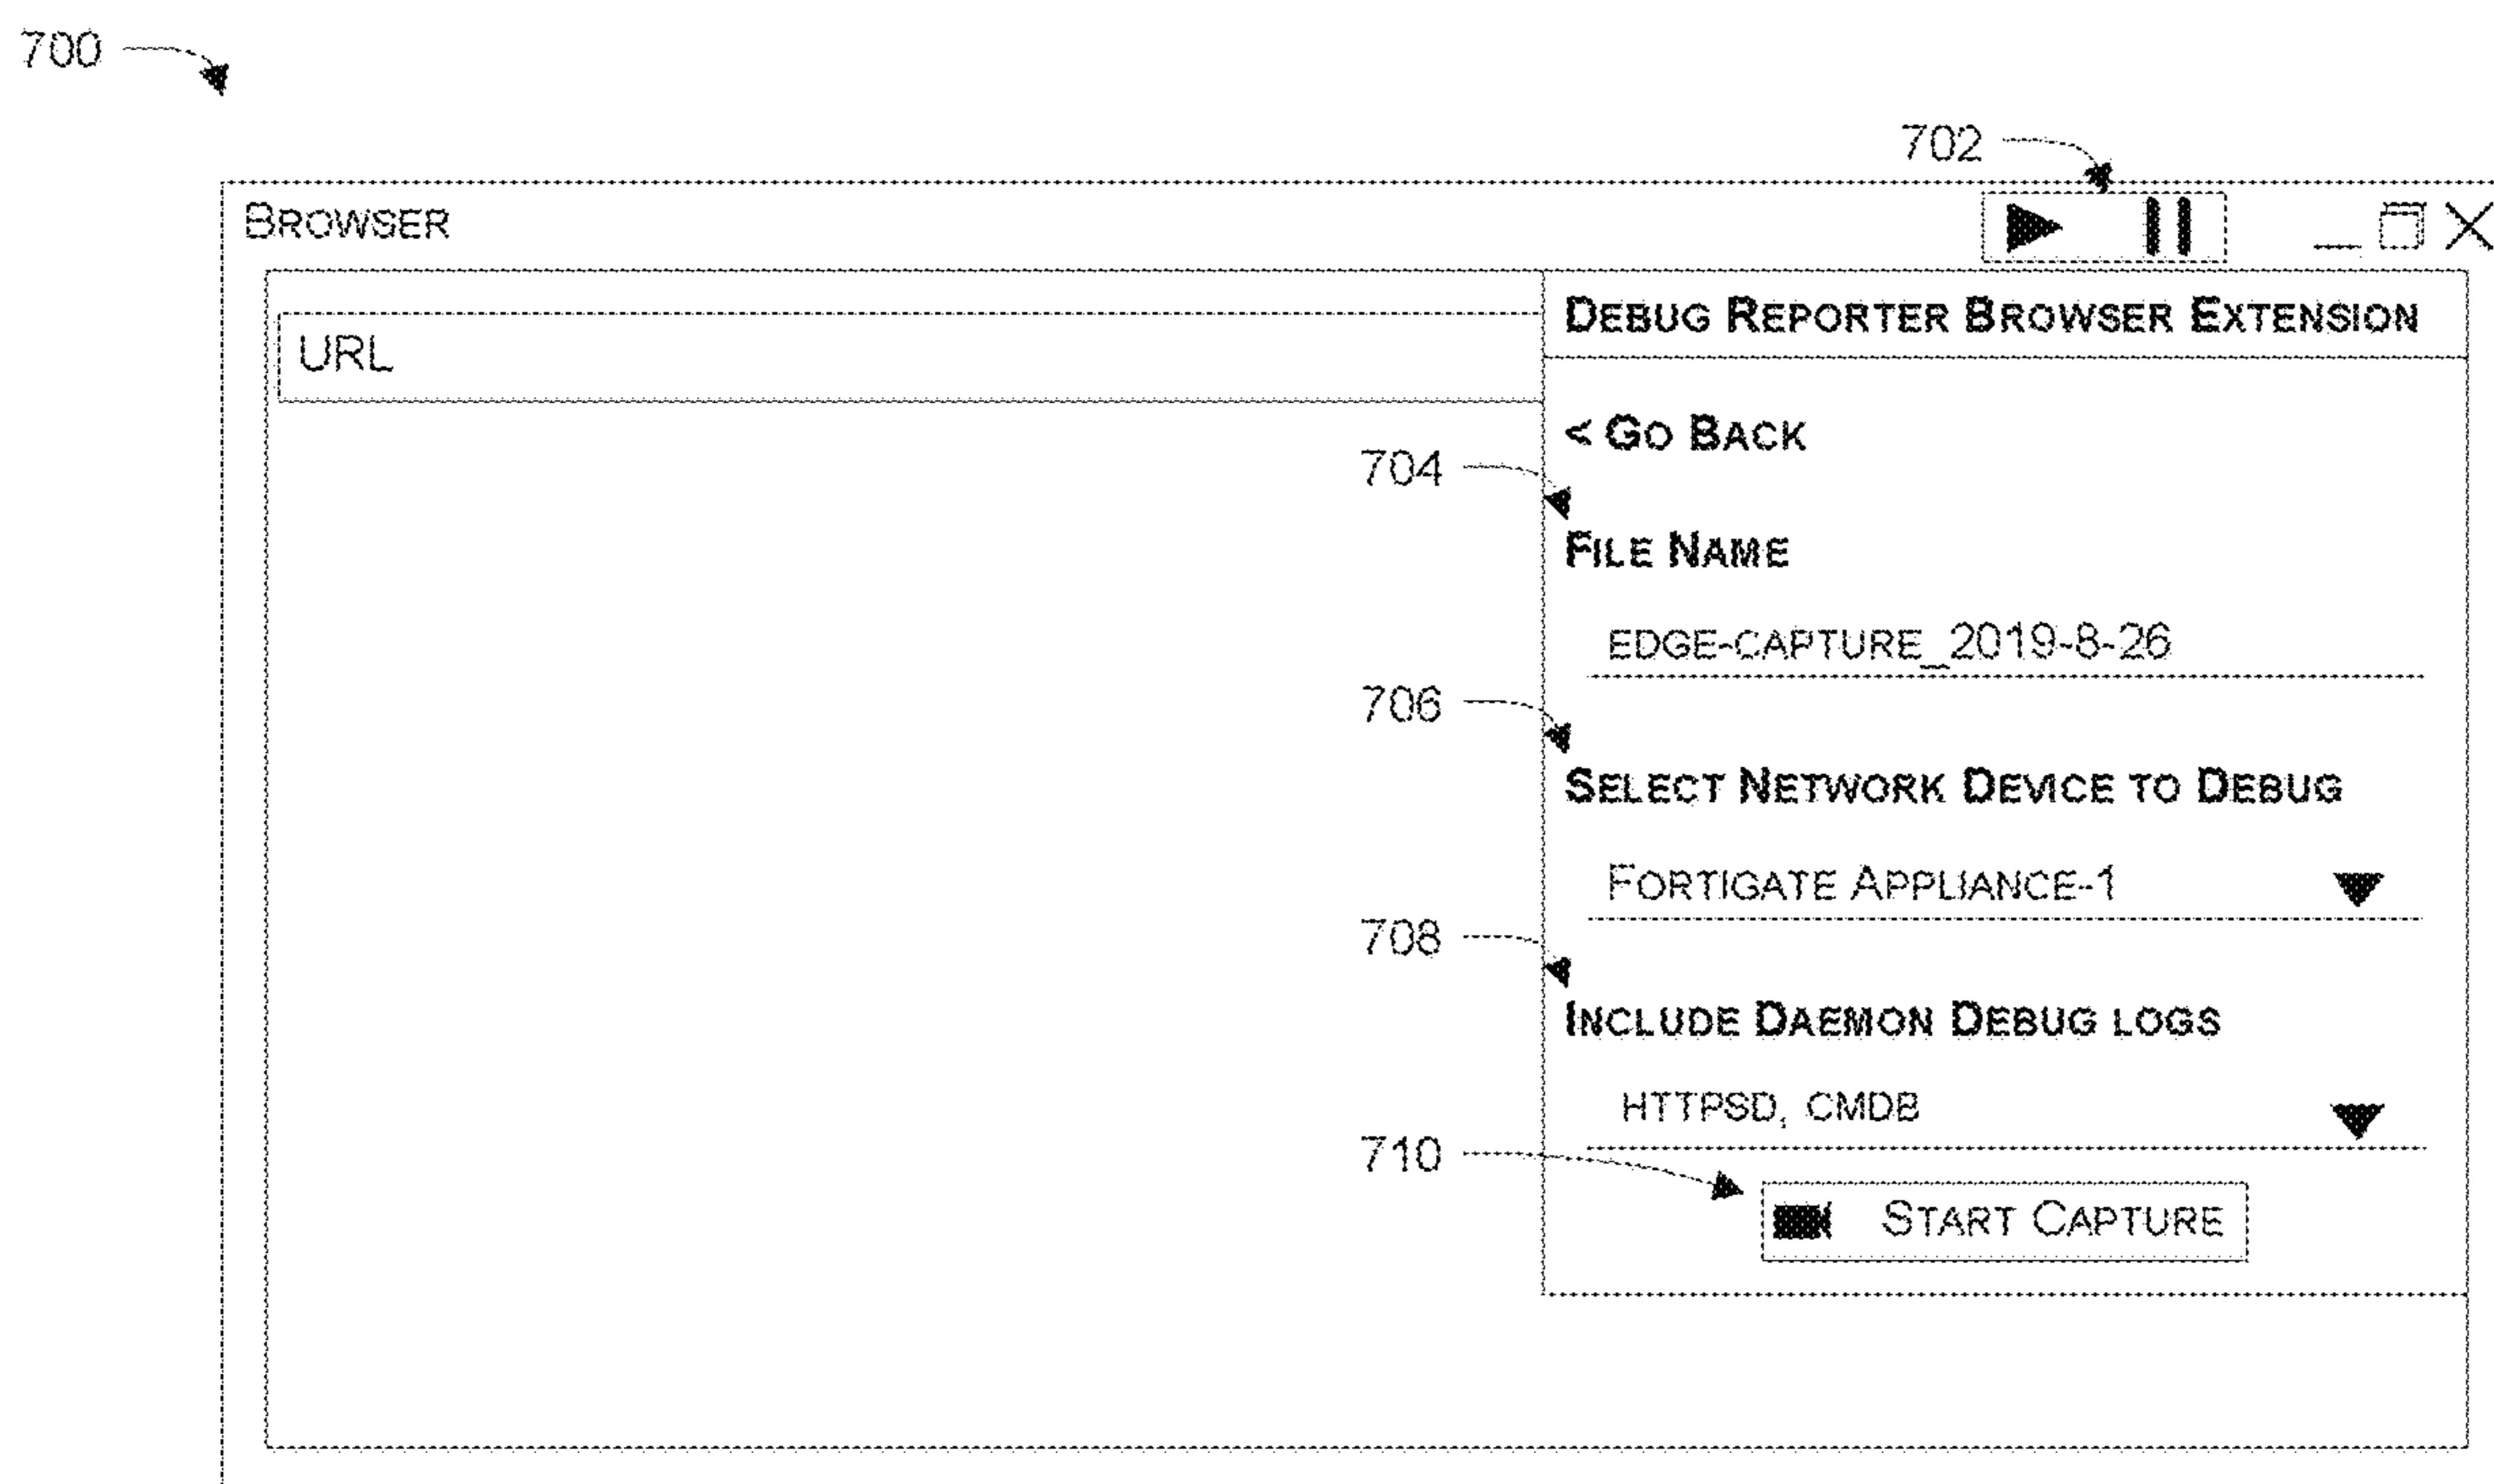 700
702
BROWSER
DEBUG REPORTER BROWSER EXTENSION
URL
< GO BACK
704
FILE NAME
EDGE-CAPTURE_2019-8-26
706
SELECT NETWORK DEVICE TO DEBUG
FORTIGATE APPLIANCE-1
708
INCLUDE DAEMON DEBUG LOGS
HTTPSD, CMDB
710
START CAPTURE